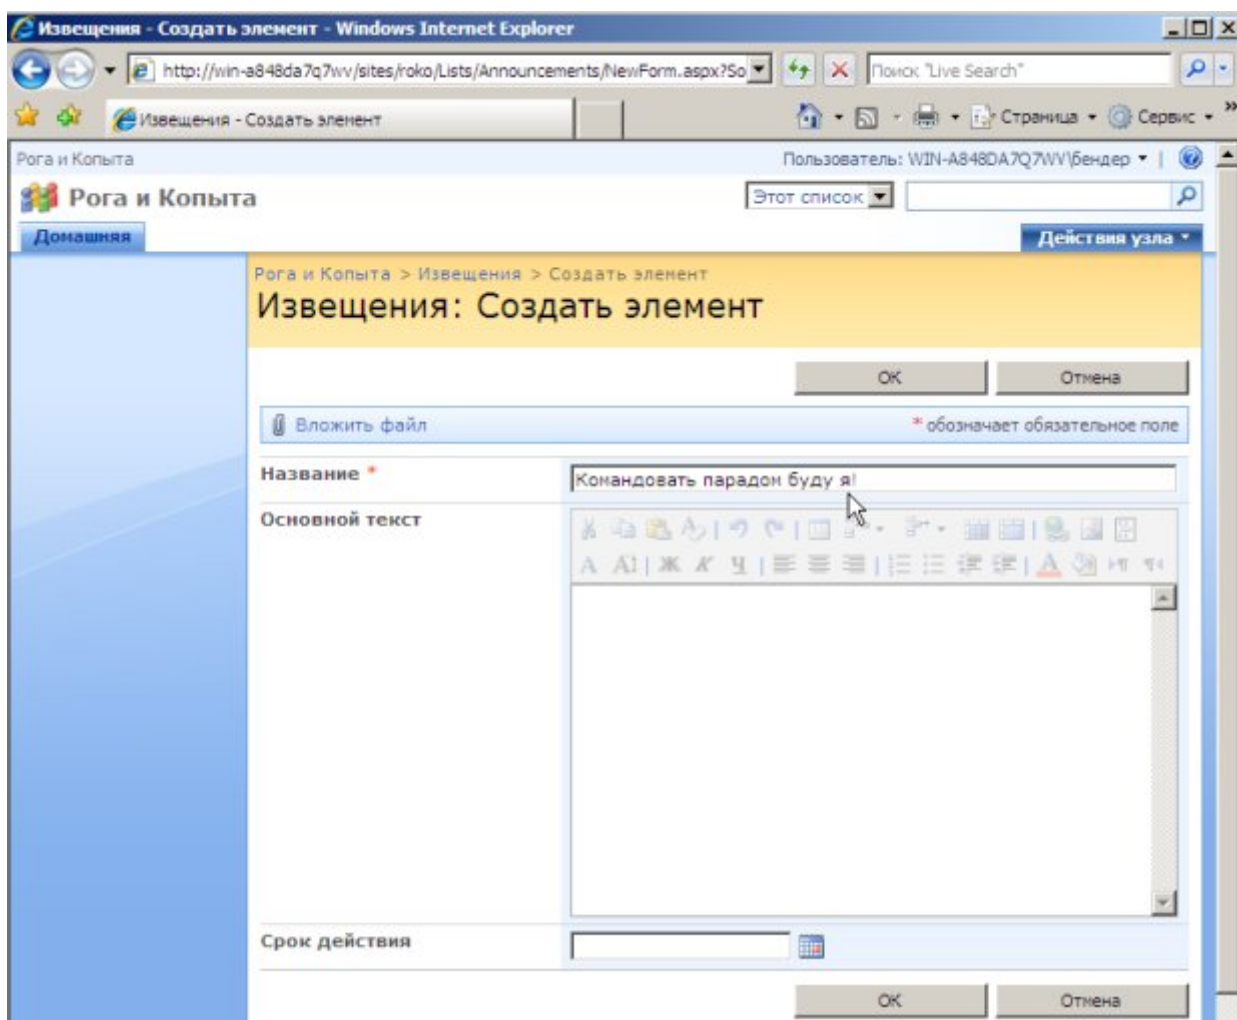 Извещения - Создать элемент - Windows Internet Explorer
http://win-a848da7q7wv/sites/roko/Lists/Announcements/NewForm.aspx?So
Поиск "Live Search"
Извещения - Создать элемент
Страница
Сервис
»
Рога и Копыта
Пользователь: WIN-A848DA7Q7WV\бендер
Рога и Копыта
Этот список
Домашняя
Действия узла
Рога и Копыта > Извещения > Создать элемент
Извещения: Создать элемент
ОК
Отмена
Вложить файл
* обозначает обязательное поле
Название *
Командовать парадом буду я!
Основной текст
А А Ж К Ч А
Срок действия
ОК
Отмена